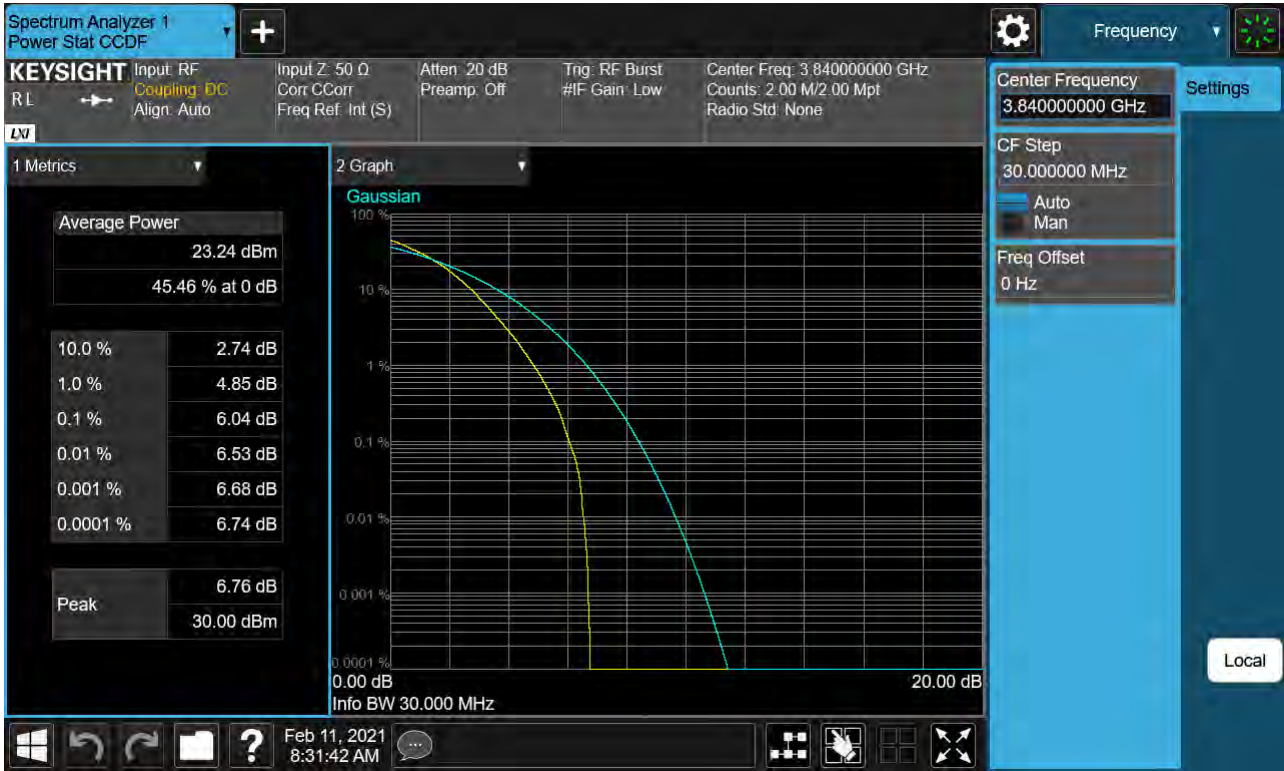 Spectrum Analyzer 1
Power Stat CCDF
Frequency
KEYSIGHT
R L
LXI
Input: RF
Coupling: DC
Align: Auto
Input Z: 50 Ω
Corr CCorr
Freq Ref: Int (S)
Atten: 20 dB
Preamp: Off
Trig: RF Burst
#IF Gain: Low
Center Freq: 3.840000000 GHz
Counts: 2.00 M/2.00 Mpt
Radio Std: None
Center Frequency
3.840000000 GHz
Settings
CF Step
30.000000 MHz
Auto
Man
Freq Offset
0 Hz
1 Metrics
Average Power
23.24 dBm
45.46 % at 0 dB
10.0 % 2.74 dB
1.0 % 4.85 dB
0.1 % 6.04 dB
0.01 % 6.53 dB
0.001 % 6.68 dB
0.0001 % 6.74 dB
Peak
6.76 dB
30.00 dBm
2 Graph
Gaussian
100 %
10 %
1 %
0.1 %
0.01 %
0.001 %
0.0001 %
0.00 dB
20.00 dB
Info BW 30.000 MHz
Local
?
Feb 11, 2021
8:31:42 AM